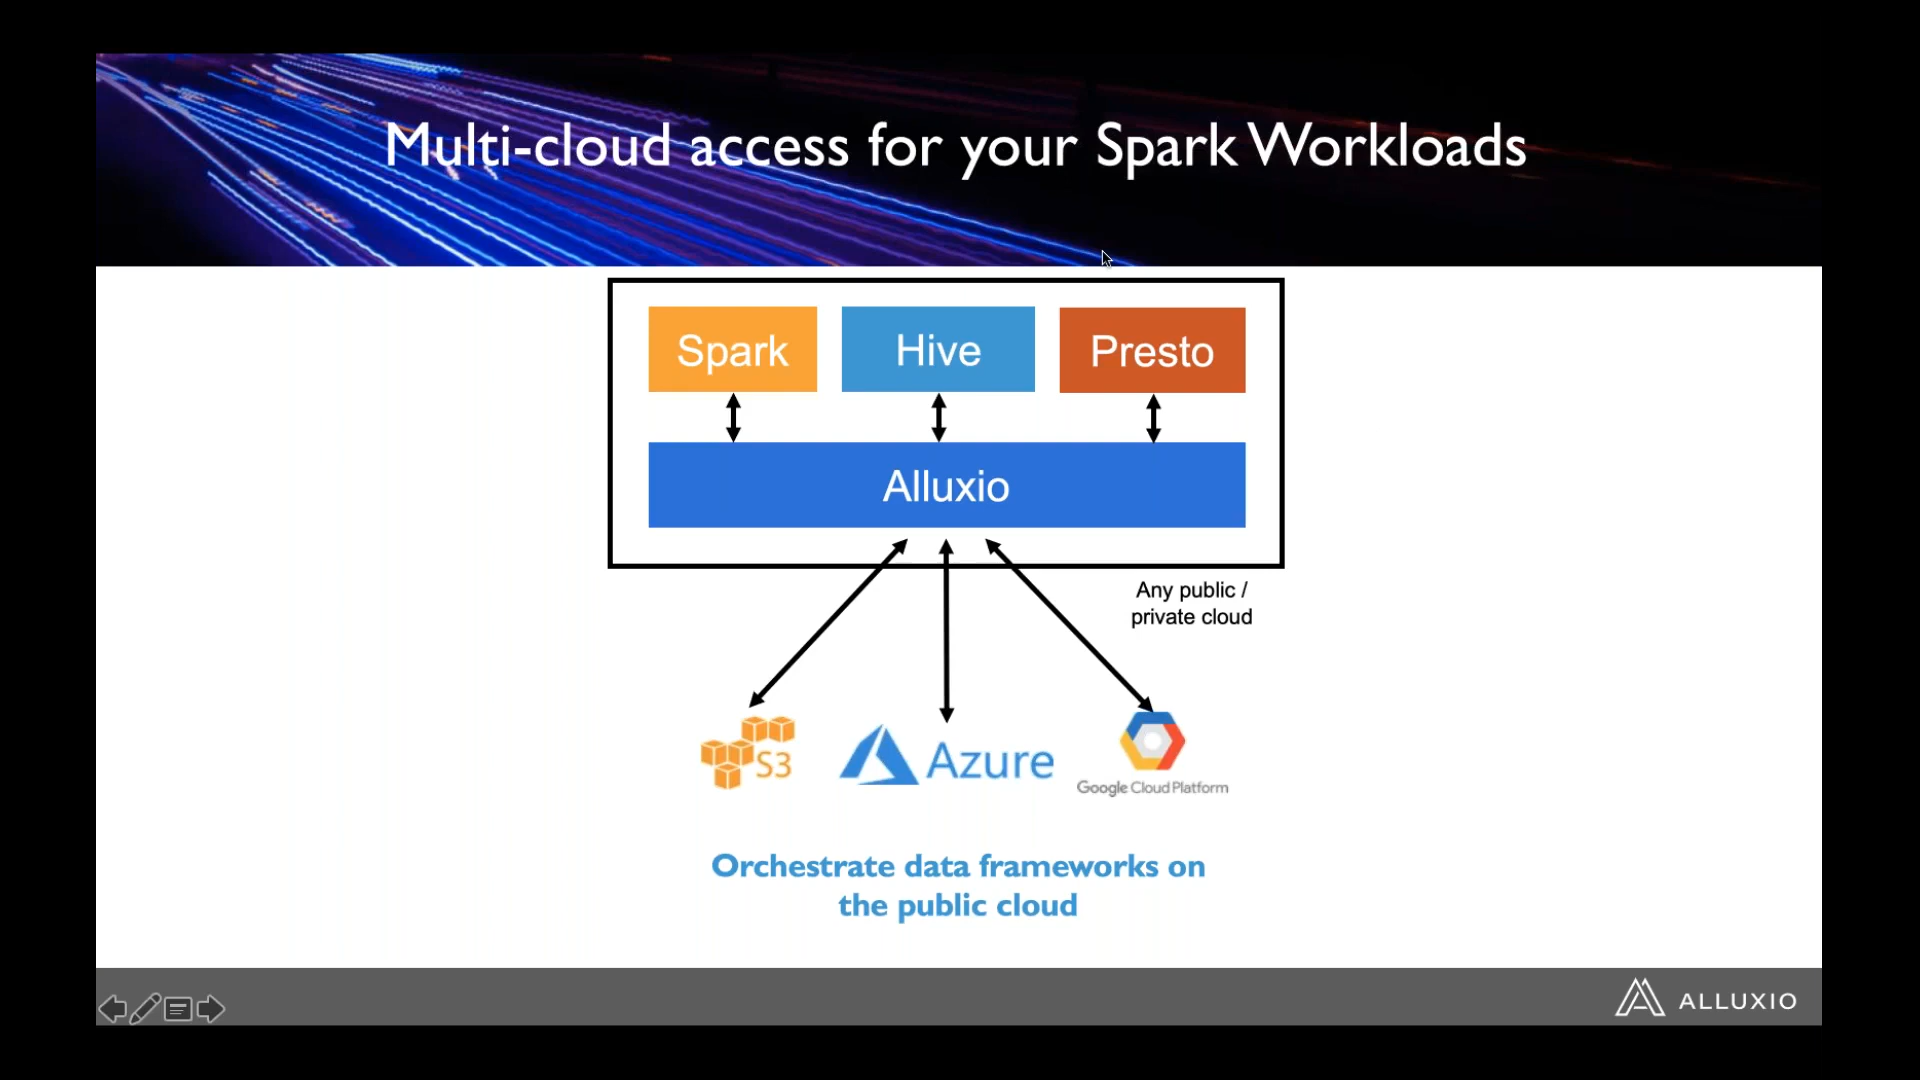 Multi-cloud access for your Spark Workloads
Spark
Hive
Presto
Alluxio
Any public /
private cloud
S3
Azure
Google Cloud Platform
Orchestrate data frameworks on
the public cloud
ALLUXIO